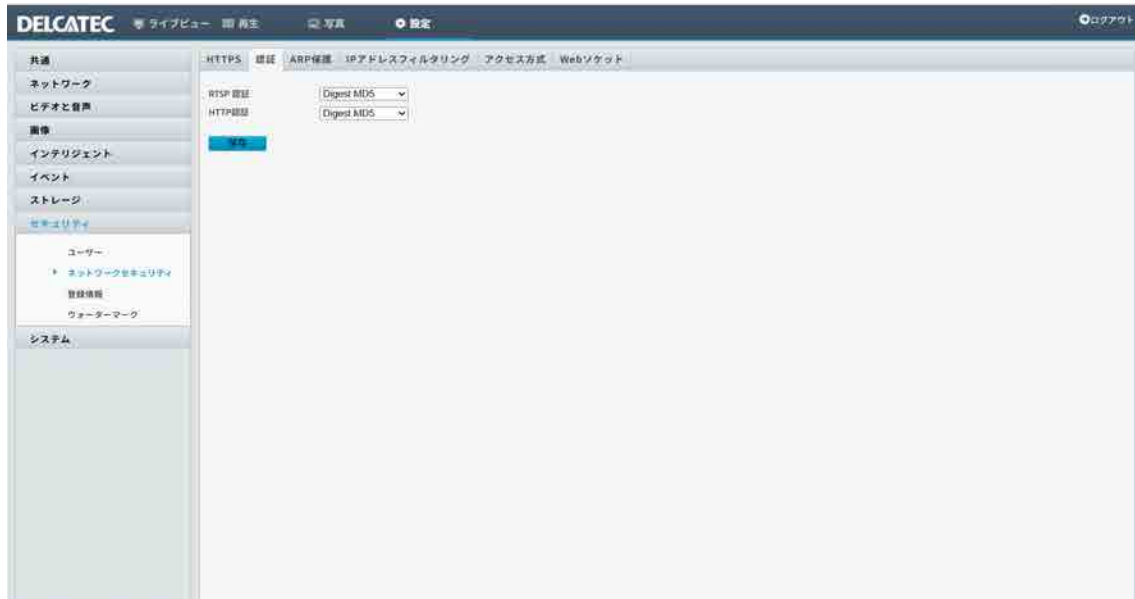 DELCATEC ライブビュー 再生 写真 設定 ログアウト
共通
ネットワーク
ビデオと音声
画像
インテリジェント
イベント
ストレージ
セキュリティ
ユーザー
ネットワークセキュリティ
登録情報
ウォーターマーク
システム
HTTPS 認証 ARP保護 IPアドレスフィルタリング アクセス方式 Webソケット
RTSP 認証 Digest MD5
HTTP認証 Digest MD5
保存